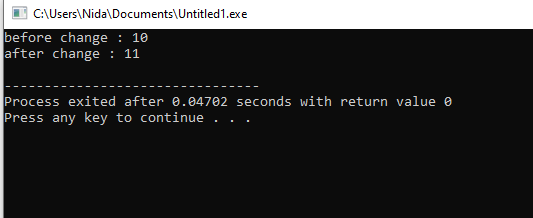 C:\Users\Nida\Documents\Untitled1.exe
before change : 10
after change : 11
--------------------------------
Process exited after 0.04702 seconds with return value 0
Press any key to continue . . .